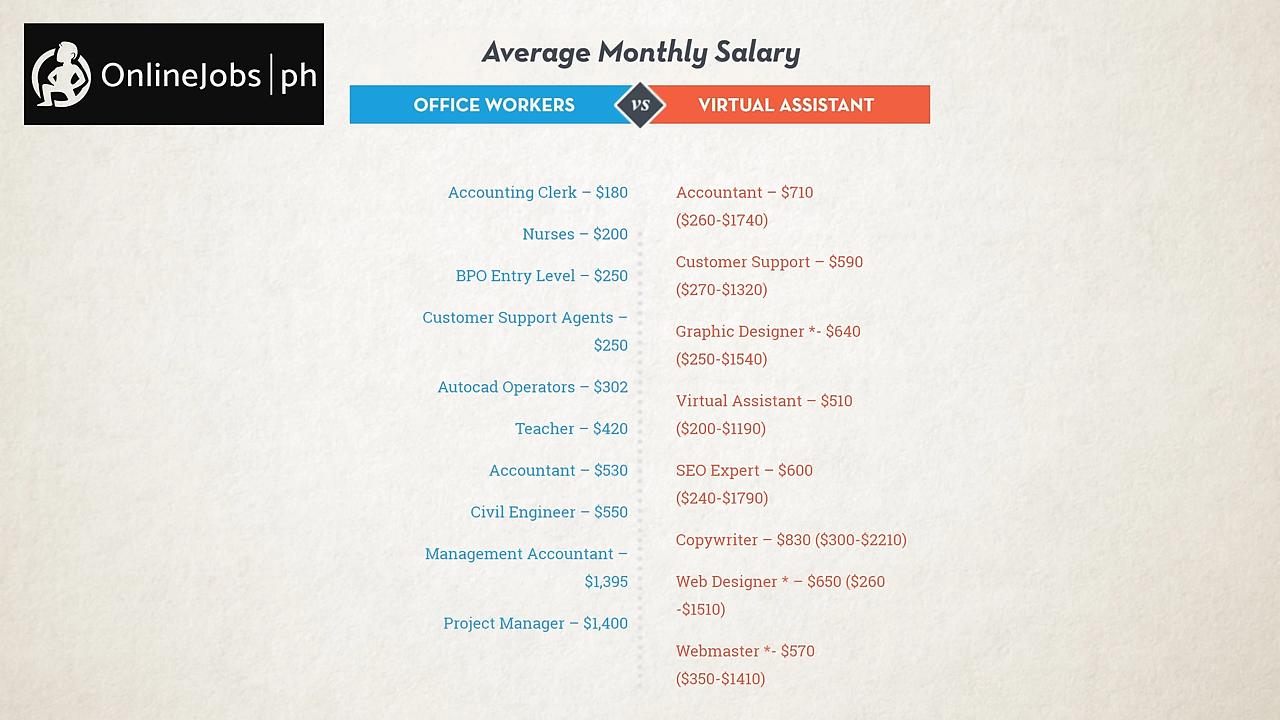 OnlineJobs|ph
Average Monthly Salary
OFFICE WORKERS vs VIRTUAL ASSISTANT
Accounting Clerk – $180
Nurses – $200
BPO Entry Level – $250
Customer Support Agents –
$250
Autocad Operators – $302
Teacher – $420
Accountant – $530
Civil Engineer – $550
Management Accountant –
$1,395
Project Manager – $1,400
Accountant – $710
($260-$1740)
Customer Support – $590
($270-$1320)
Graphic Designer *- $640
($250-$1540)
Virtual Assistant – $510
($200-$1190)
SEO Expert – $600
($240-$1790)
Copywriter – $830 ($300-$2210)
Web Designer * – $650 ($260
-$1510)
Webmaster *- $570
($350-$1410)